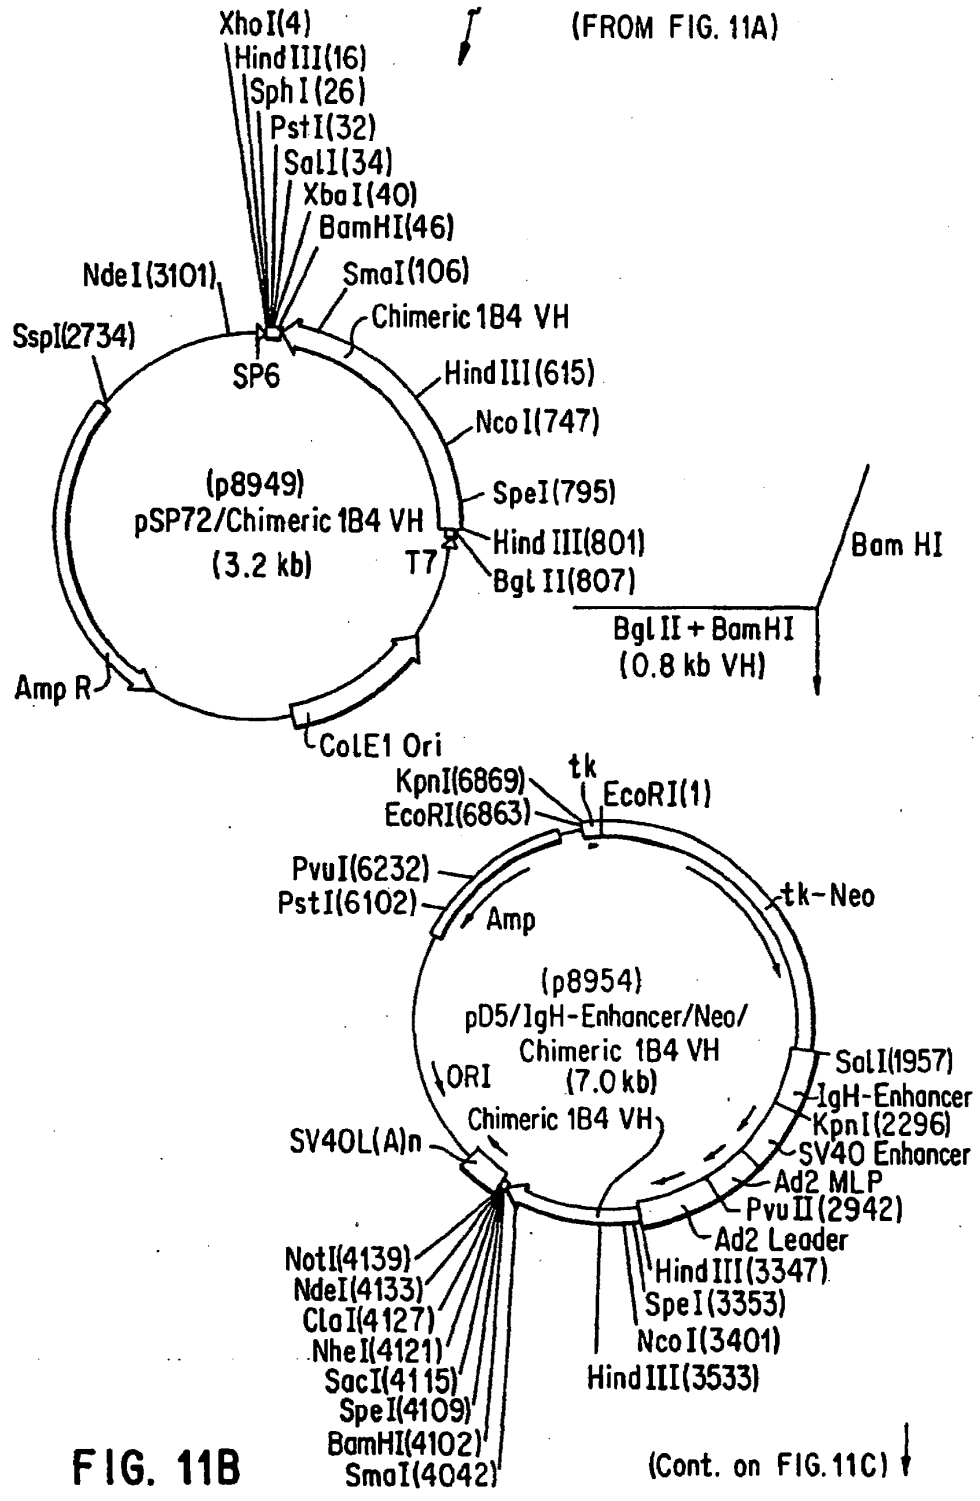 (FROM FIG. 11A)
XhoI(4)
HindIII(16)
SphI(26)
PstI(32)
SalI(34)
XbaI(40)
BamHI(46)
SmaI(106)
Chimeric 1B4 VH
NdeI(3101)
SspI(2734)
SP6
HindIII(615)
NcoI(747)
(p8949)
pSP72/Chimeric 1B4 VH
(3.2 kb)
SpeI(795)
Hind III(801)
T7
Bgl II(807)
Bam HI
Bgl II + BamHI
(0.8 kb VH)
Amp R
ColE1 Ori
KpnI(6869)
tk
EcoRI(1)
EcoRI(6863)
PvuI(6232)
PstI(6102)
Amp
tk-Neo
(p8954)
pD5/IgH-Enhancer/Neo/
Chimeric 1B4 VH
(7.0 kb)
Chimeric 1B4 VH
ORI
SV40L(A)n
SalI(1957)
IgH-Enhancer
KpnI(2296)
SV40 Enhancer
Ad2 MLP
PvuII(2942)
Ad2 Leader
HindIII(3347)
SpeI(3353)
NcoI(3401)
HindIII(3533)
NotI(4139)
NdeI(4133)
ClaI(4127)
NheI(4121)
SacI(4115)
SpeI(4109)
BamHI(4102)
SmaI(4042)
FIG. 11B
(Cont. on FIG.11C)